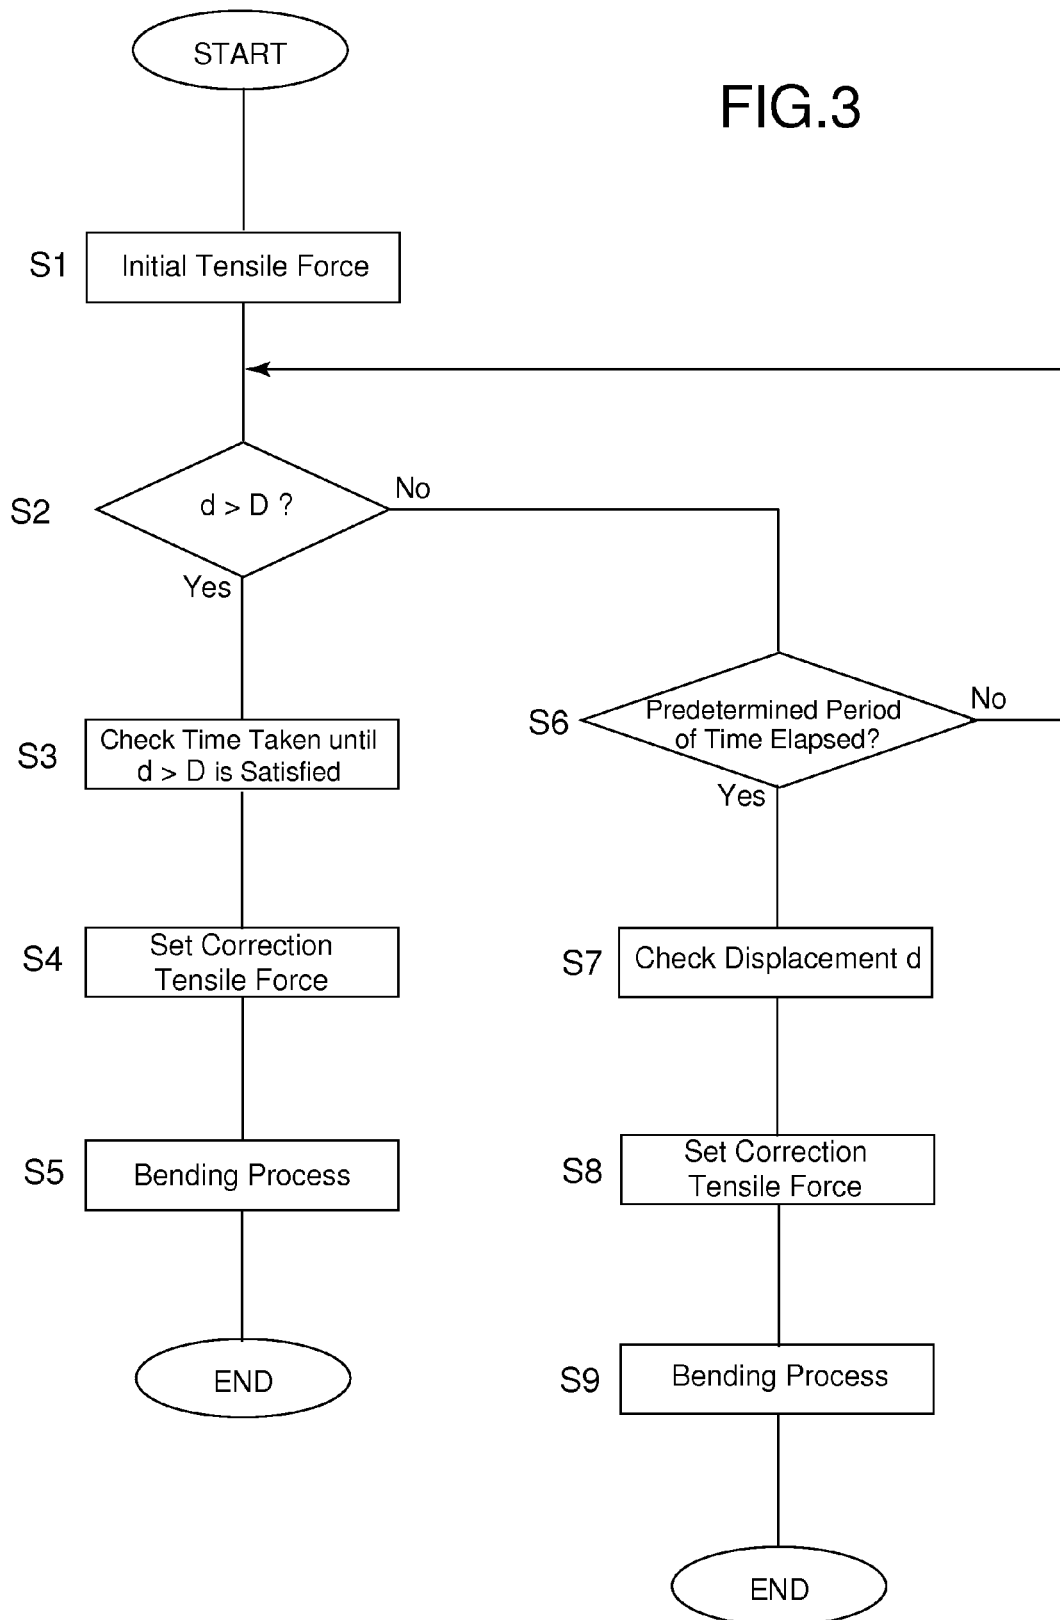 START
FIG.3
S1
Initial Tensile Force
S2
d > D ?
No
Yes
S3
Check Time Taken until
d > D is Satisfied
S6
Predetermined Period
of Time Elapsed?
No
Yes
S4
Set Correction
Tensile Force
S7
Check Displacement d
S5
Bending Process
S8
Set Correction
Tensile Force
END
S9
Bending Process
END